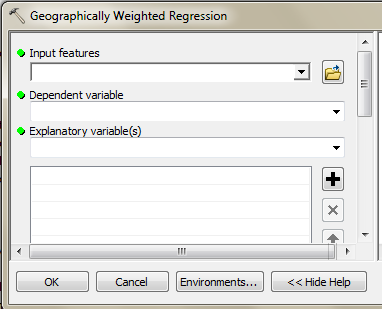 Geographically Weighted Regression
Input features
Dependent variable
Explanatory variable(s)
OK
Cancel
Environments...
<< Hide Help